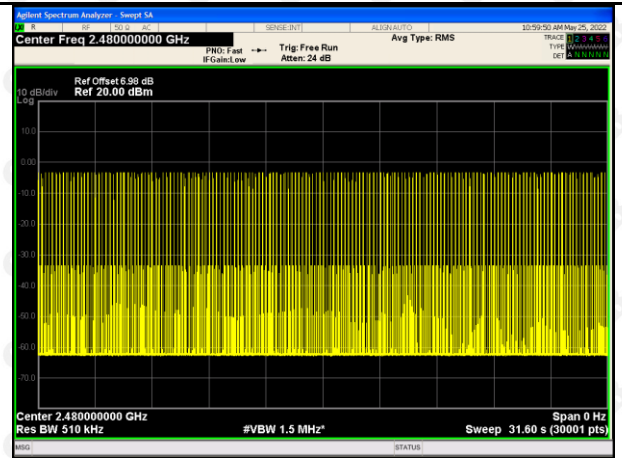 Agilent Spectrum Analyzer - Swept SA
R RF 50 Ω AC SENSE:INT ALIGNAUTO 10:59:50 AM May 25, 2022
Center Freq 2.480000000 GHz Avg Type: RMS TRACE 1 2 3 4 5 6
PNO: Fast Trig: Free Run TYPE
IFGain:Low Atten: 24 dB DET A N N N N N
Ref Offset 6.98 dB
10 dB/div Ref 20.00 dBm
Log
10.0
0.00
-10.0
-20.0
-30.0
-40.0
-50.0
-60.0
-70.0
Center 2.480000000 GHz Span 0 Hz
Res BW 510 kHz #VBW 1.5 MHz* Sweep 31.60 s (30001 pts)
MSG STATUS